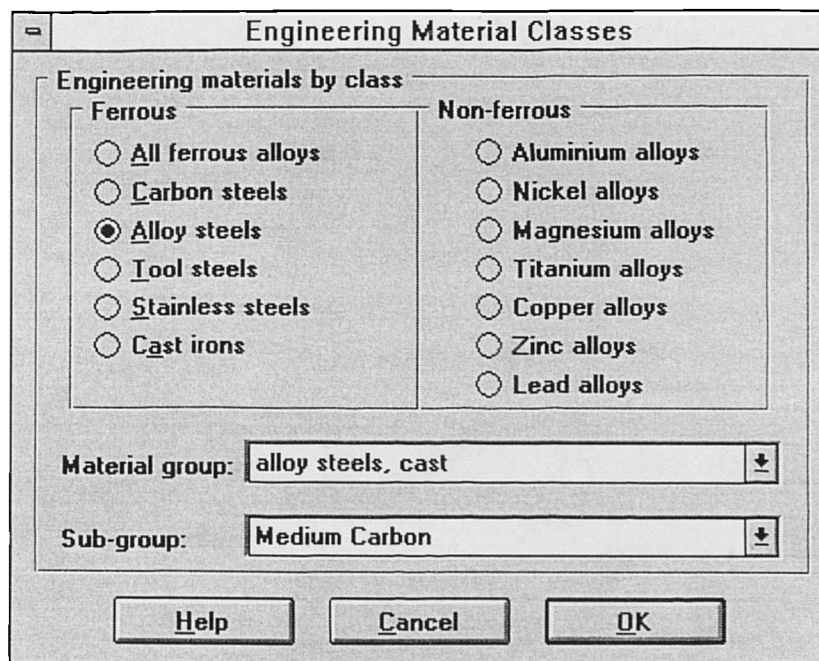 Engineering Material Classes
Engineering materials by class
Ferrous
All ferrous alloys
Carbon steels
Alloy steels
Tool steels
Stainless steels
Cast irons
Non-ferrous
Aluminium alloys
Nickel alloys
Magnesium alloys
Titanium alloys
Copper alloys
Zinc alloys
Lead alloys
Material group: alloy steels, cast
Sub-group: Medium Carbon
Help Cancel OK